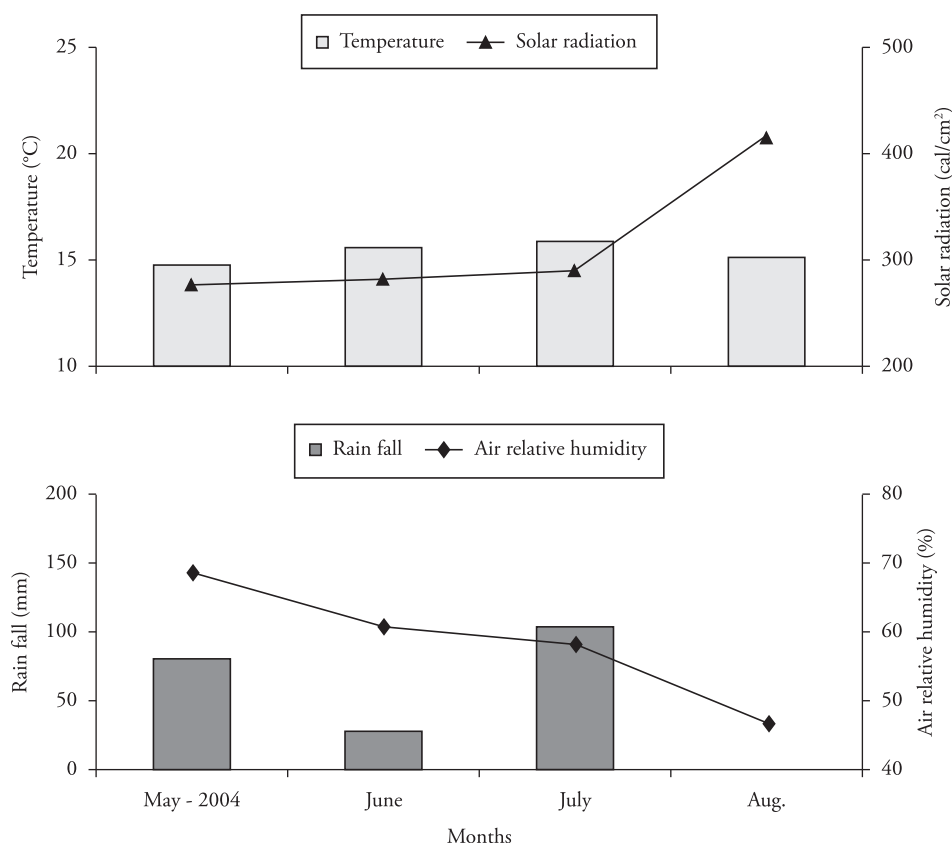 Temperature Solar radiation
25
20
15
10
Temperature (°C)
500
400
300
200
Solar radiation (cal/cm²)
Rain fall Air relative humidity
200
150
100
50
0
Rain fall (mm)
80
70
60
50
40
Air relative humidity (%)
May - 2004 June July Aug.
Months